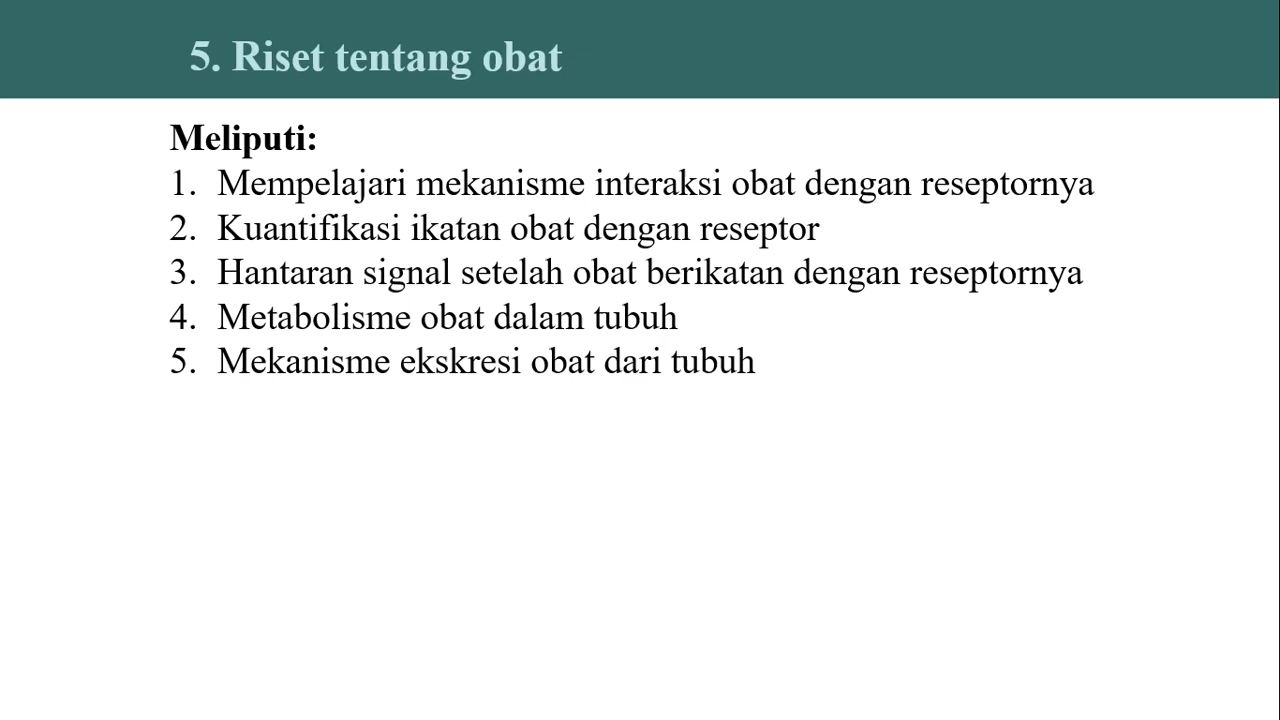 5. Riset tentang obat
Meliputi:
1. Mempelajari mekanisme interaksi obat dengan reseptornya
2. Kuantifikasi ikatan obat dengan reseptor
3. Hantaran signal setelah obat berikatan dengan reseptornya
4. Metabolisme obat dalam tubuh
5. Mekanisme ekskresi obat dari tubuh